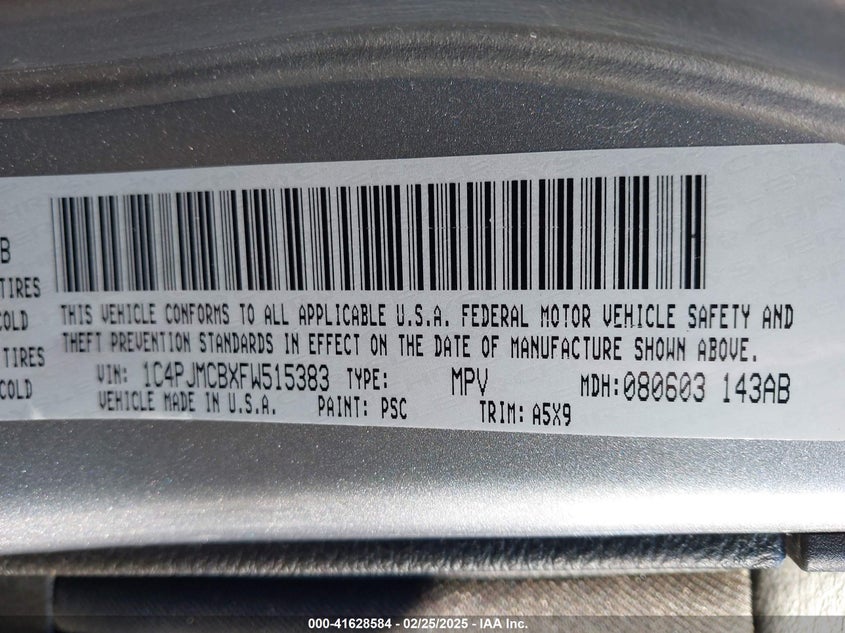 B
TIRES
COLD
TIRES
COLD
THIS VEHICLE CONFORMS TO ALL APPLICABLE U.S.A. FEDERAL MOTOR VEHICLE SAFETY AND
THEFT PREVENTION STANDARDS IN EFFECT ON THE DATE OF MANUFACTURE SHOWN ABOVE.
VIN: 1C4PJMCBXFW515383 TYPE: MPV MDH:080603 143AB
VEHICLE MADE IN U.S.A. PAINT: PSC TRIM: A5X9
000-41628584 - 02/25/2025 - IAA Inc.